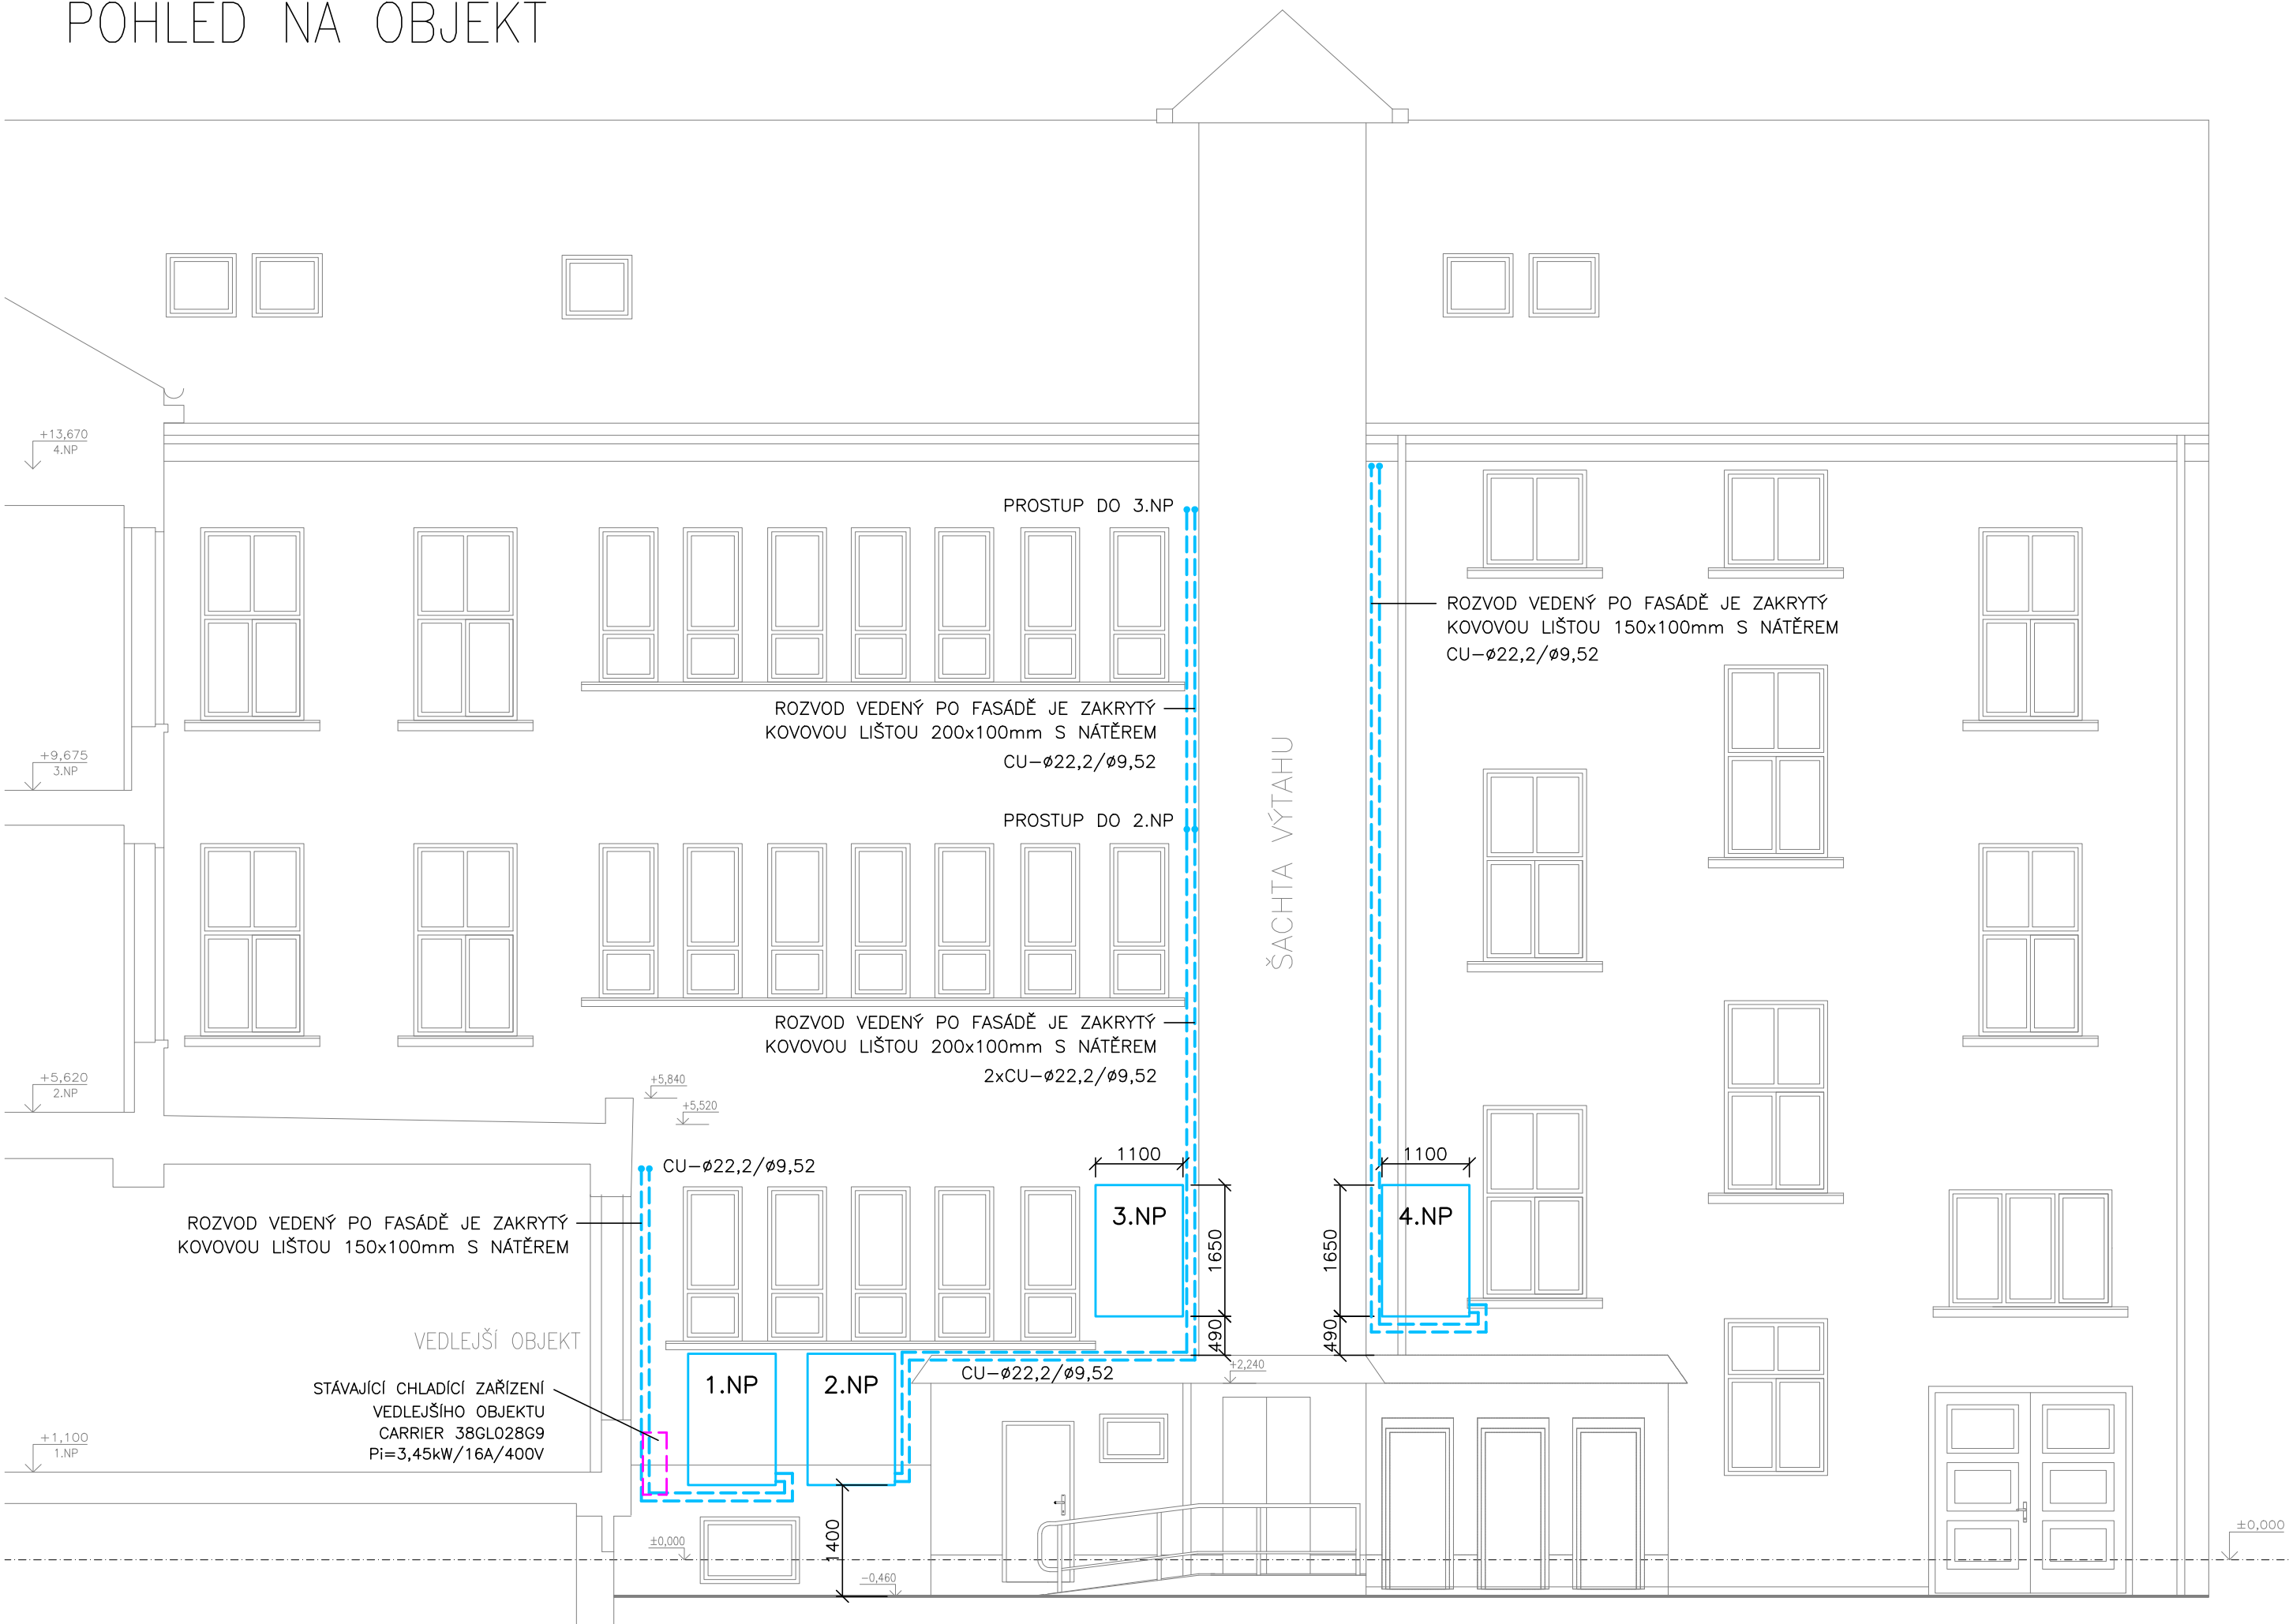 POHLED NA OBJEKT
+13,670
4.NP
PROSTUP DO 3.NP
ROZVOD VEDENÝ PO FASÁDĚ JE ZAKRYTÝ
KOVOVOU LIŠTOU 150x100mm S NÁTĚREM
CU-ø22,2/ø9,52
ROZVOD VEDENÝ PO FASÁDĚ JE ZAKRYTÝ
KOVOVOU LIŠTOU 200x100mm S NÁTĚREM
CU-ø22,2/ø9,52
+9,675
3.NP
ŠACHTA VÝTAHU
PROSTUP DO 2.NP
ROZVOD VEDENÝ PO FASÁDĚ JE ZAKRYTÝ
KOVOVOU LIŠTOU 200x100mm S NÁTĚREM
2xCU-ø22,2/ø9,52
+5,620
2.NP
+5,840
+5,520
CU-ø22,2/ø9,52
1100
1100
3.NP
4.NP
1650
1650
490
490
ROZVOD VEDENÝ PO FASÁDĚ JE ZAKRYTÝ
KOVOVOU LIŠTOU 150x100mm S NÁTĚREM
VEDLEJŠÍ OBJEKT
STÁVAJÍCÍ CHLADÍCÍ ZAŘÍZENÍ
VEDLEJŠÍHO OBJEKTU
CARRIER 38GL028G9
Pi=3,45kW/16A/400V
1.NP
2.NP
CU-ø22,2/ø9,52
+2,240
+1,100
1.NP
1400
±0,000
-0,460
±0,000